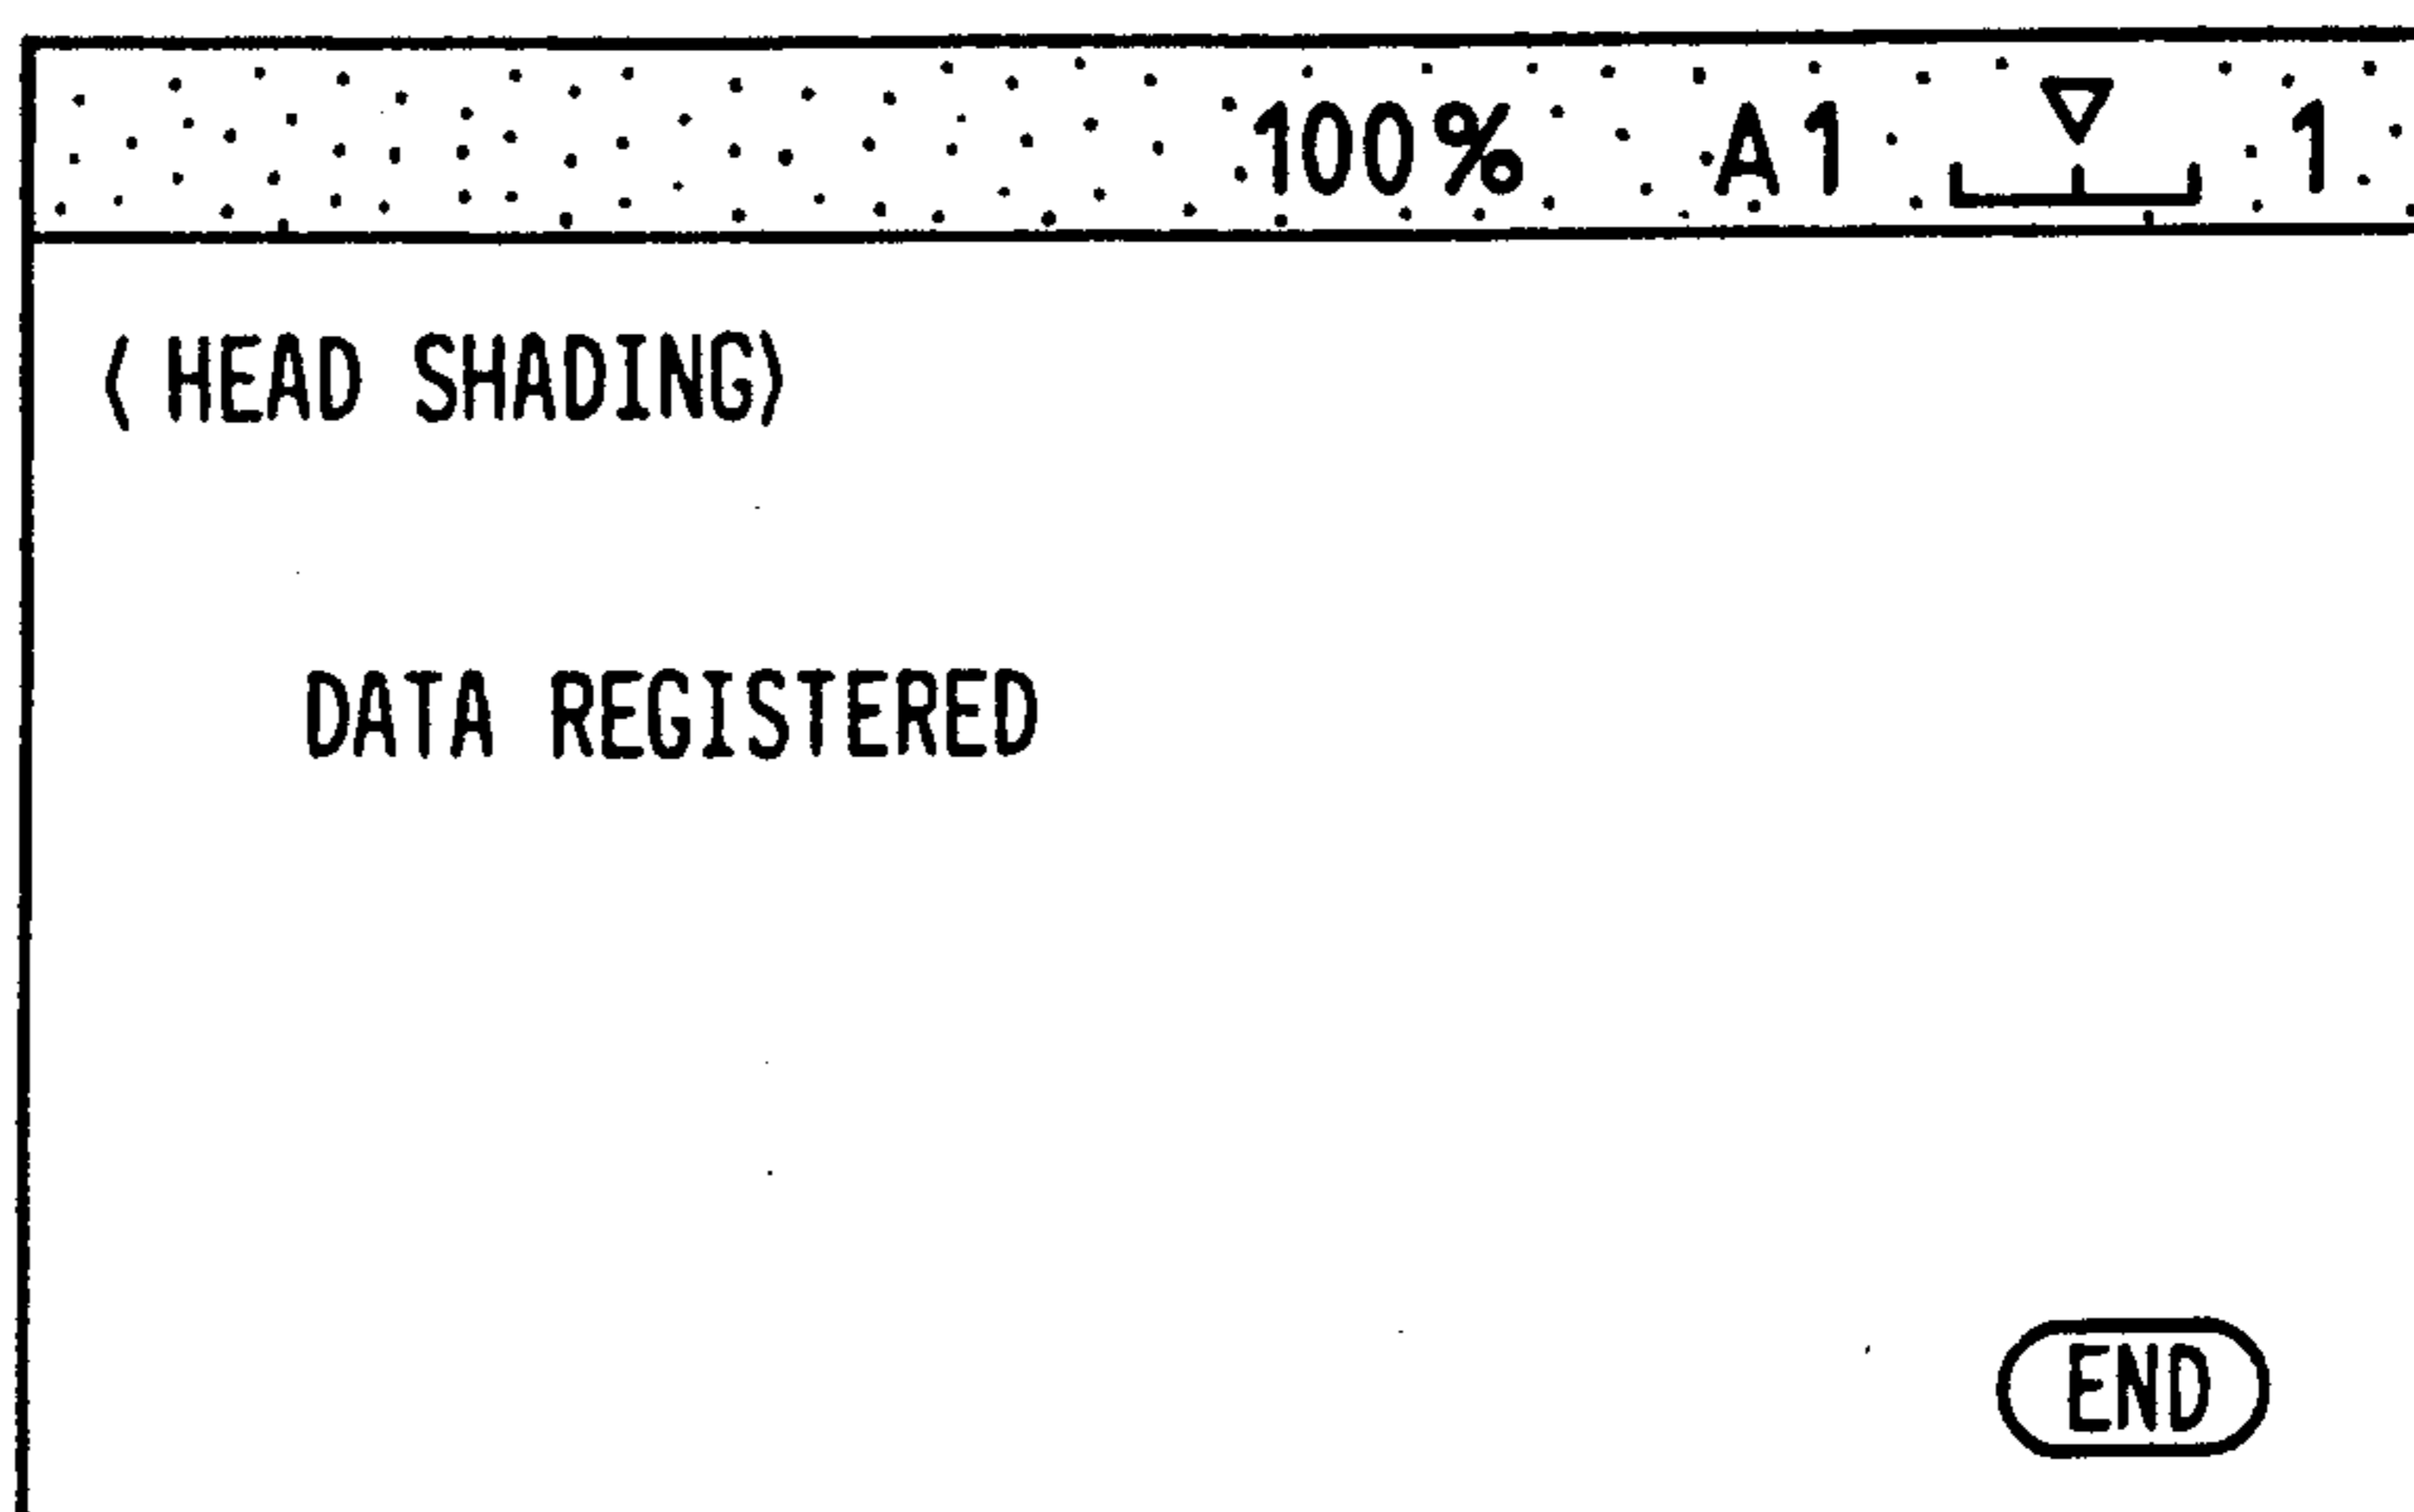 100% A1 1
(HEAD SHADING)
DATA REGISTERED
END